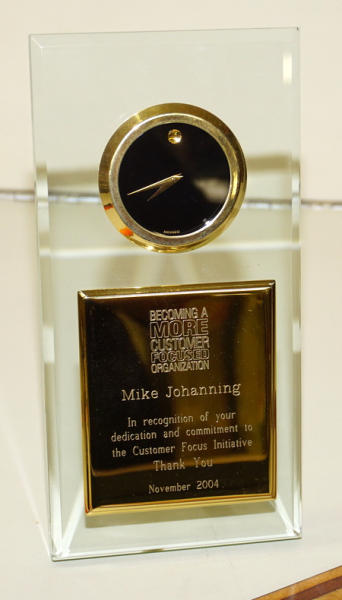 BECOMING A
MORE
CUSTOMER
FOCUSED
ORGANIZATION
Mike Johanning
In recognition of your
dedication and commitment to
the Customer Focus Initiative
Thank You
November 2004